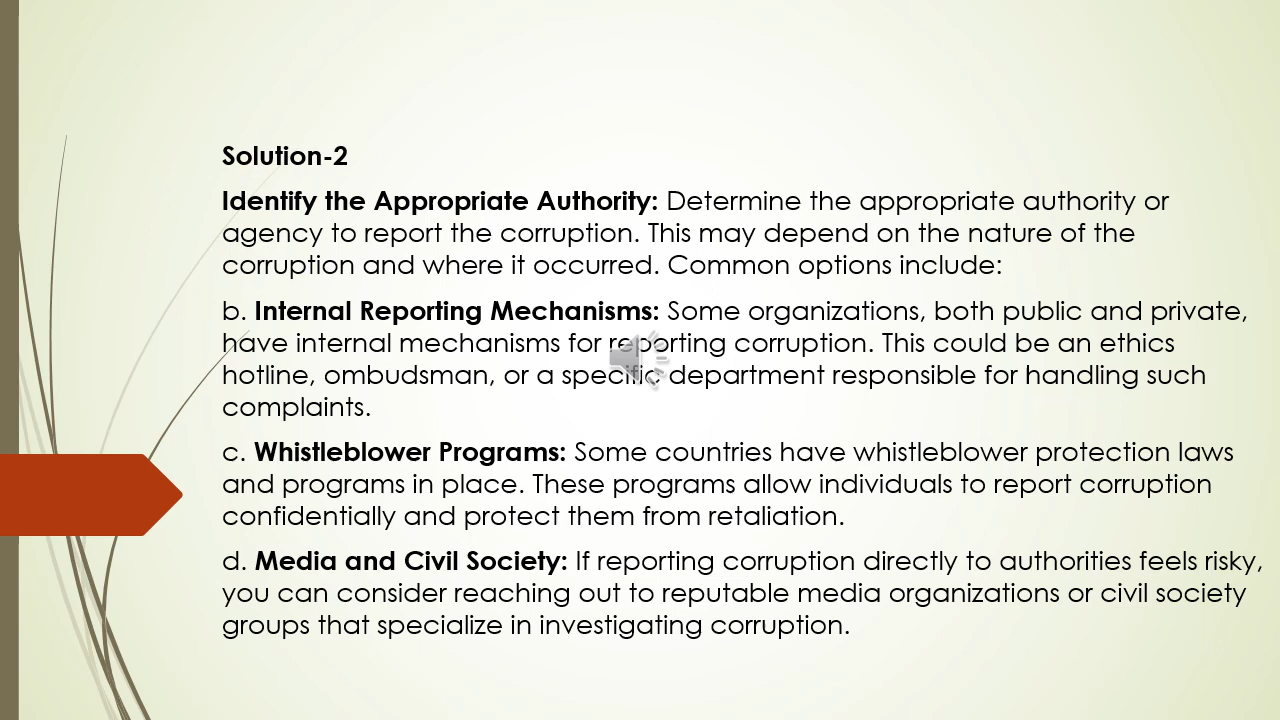 Solution-2
Identify the Appropriate Authority: Determine the appropriate authority or
agency to report the corruption. This may depend on the nature of the
corruption and where it occurred. Common options include:
b. Internal Reporting Mechanisms: Some organizations, both public and private,
have internal mechanisms for reporting corruption. This could be an ethics
hotline, ombudsman, or a specific department responsible for handling such
complaints.
c. Whistleblower Programs: Some countries have whistleblower protection laws
and programs in place. These programs allow individuals to report corruption
confidentially and protect them from retaliation.
d. Media and Civil Society: If reporting corruption directly to authorities feels risky,
you can consider reaching out to reputable media organizations or civil society
groups that specialize in investigating corruption.